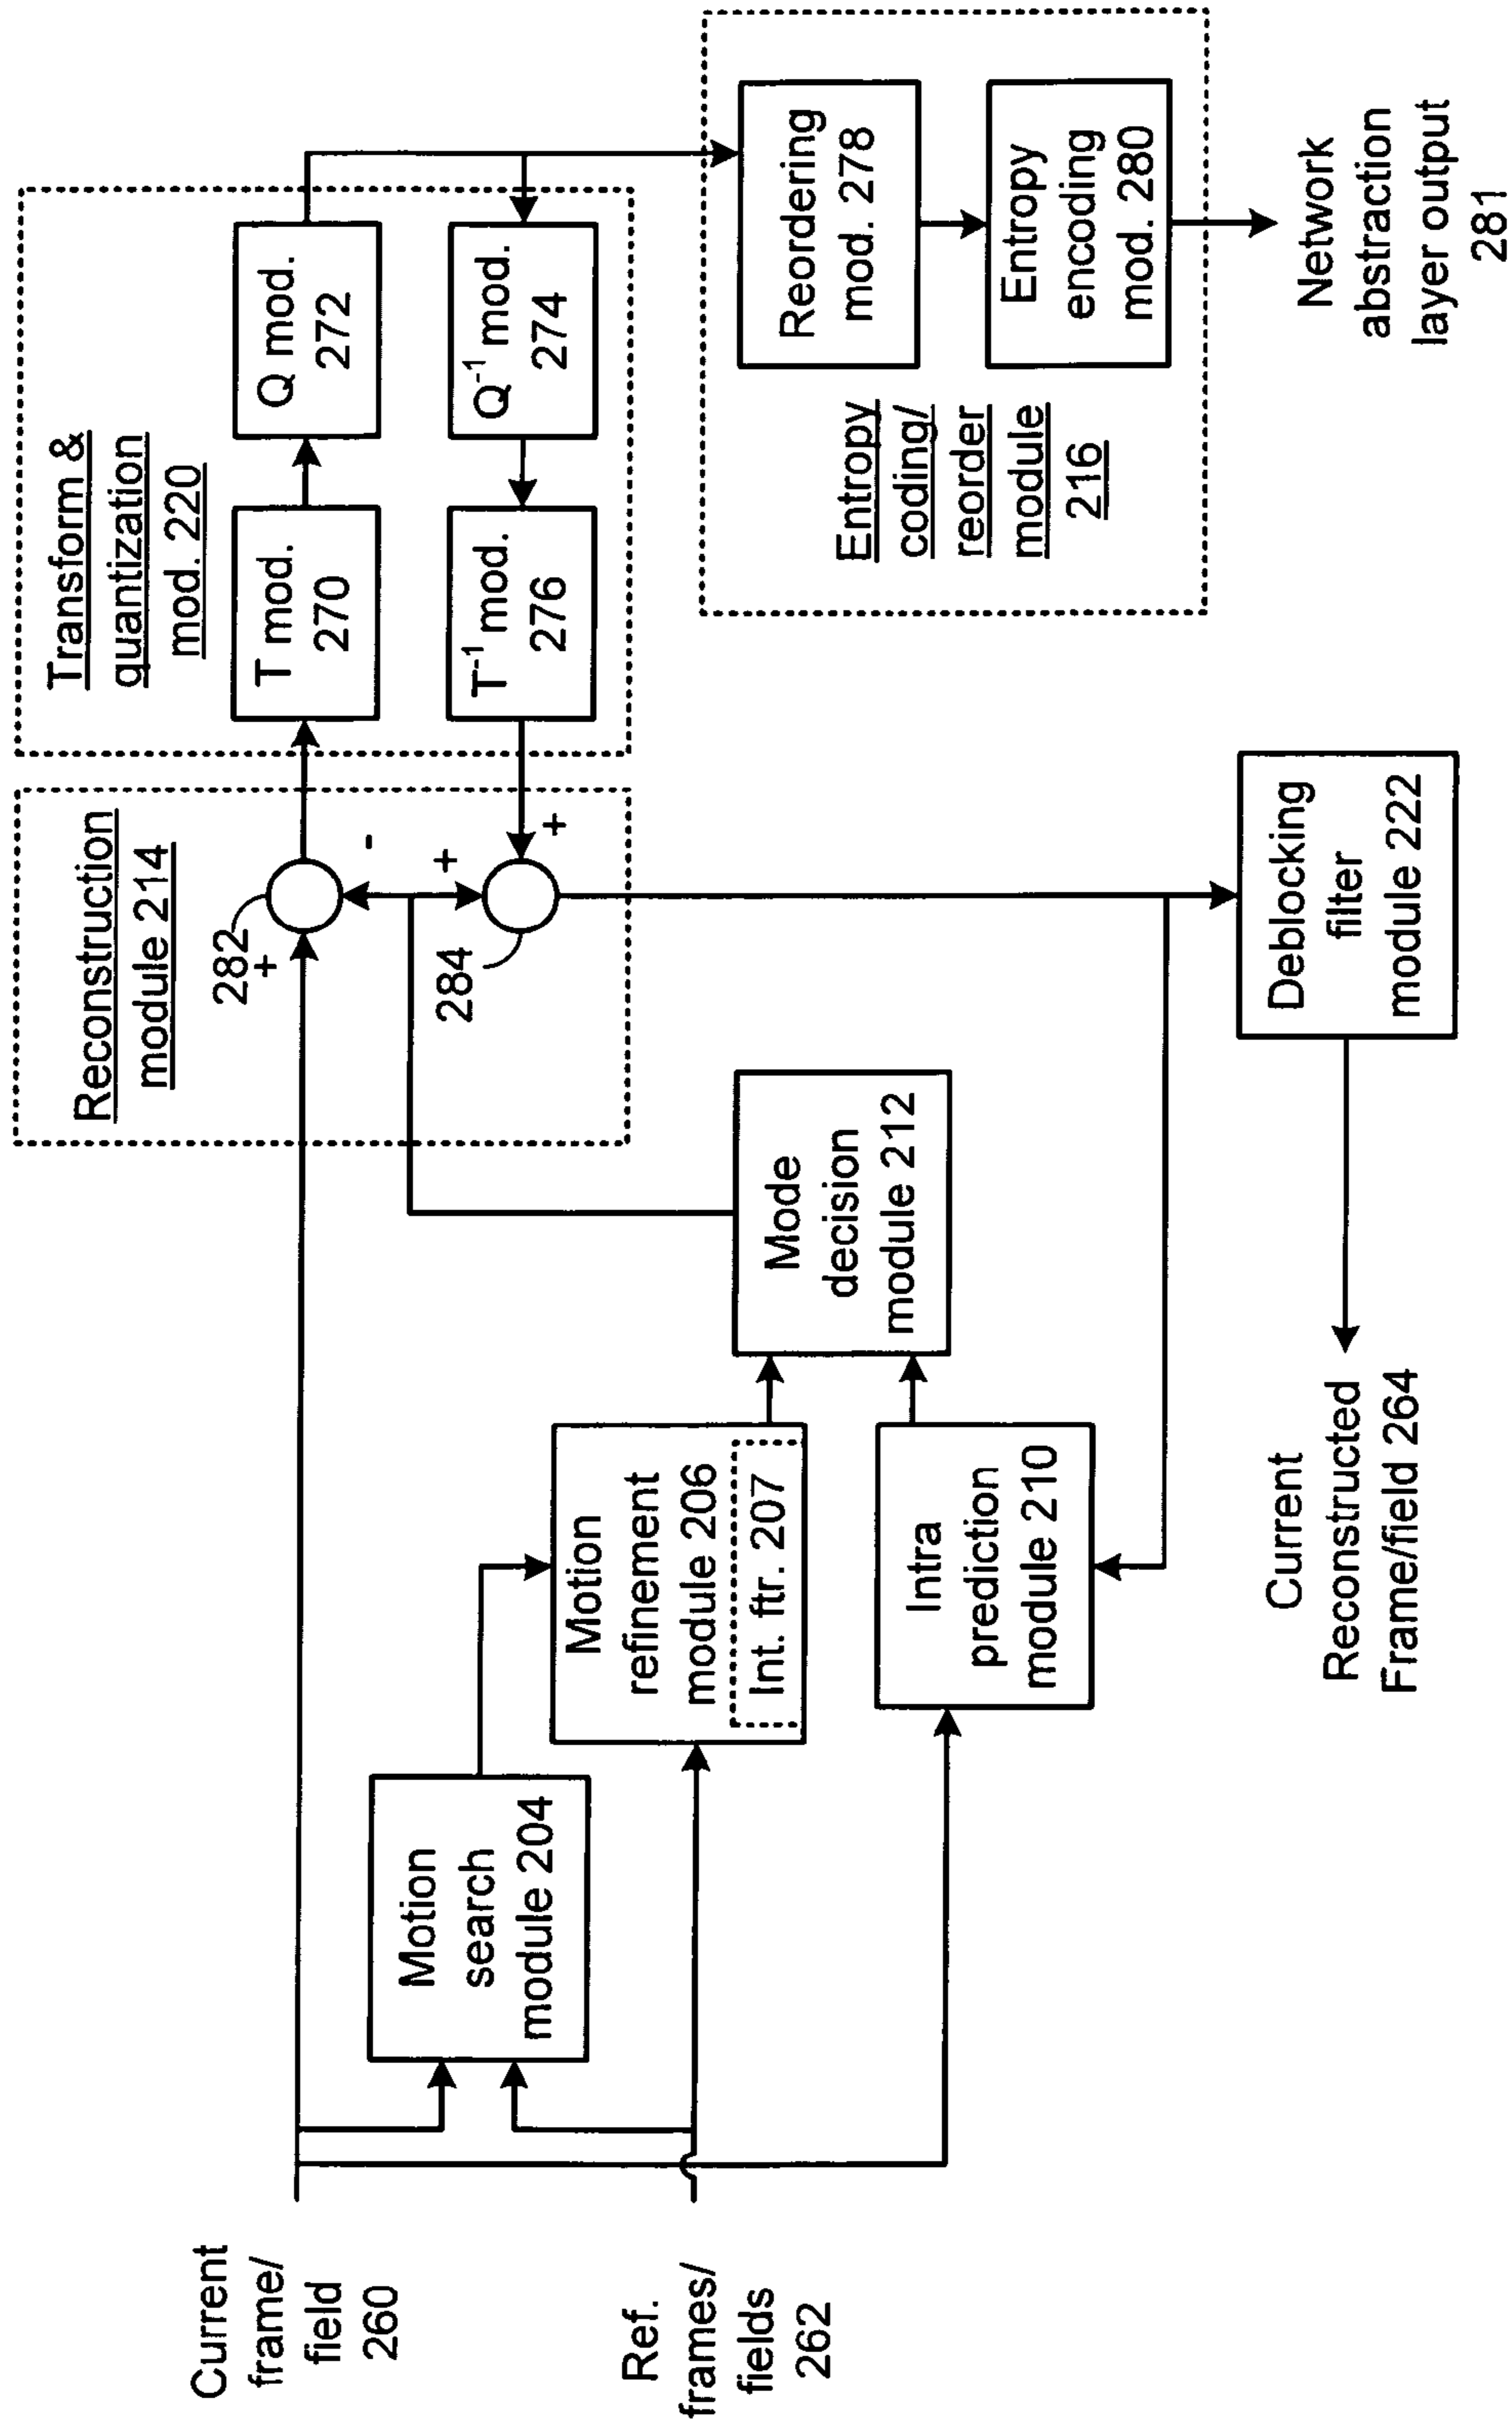 Current
frame/
field
260
Ref.
frames/
fields
262
Motion
search
module 204
Motion
refinement
module 206
Int. ftr. 207
Intra
prediction
module 210
Mode
decision
module 212
Reconstruction
module 214
282
+
-
+
+
284
Transform &
quantization
mod. 220
T mod.
270
Q mod.
272
Q-1 mod.
274
T-1 mod.
276
Entropy
coding/
reorder
module
216
Reordering
mod. 278
Entropy
encoding
mod. 280
Network
abstraction
layer output
281
Deblocking
filter
module 222
Current
Reconstructed
Frame/field 264